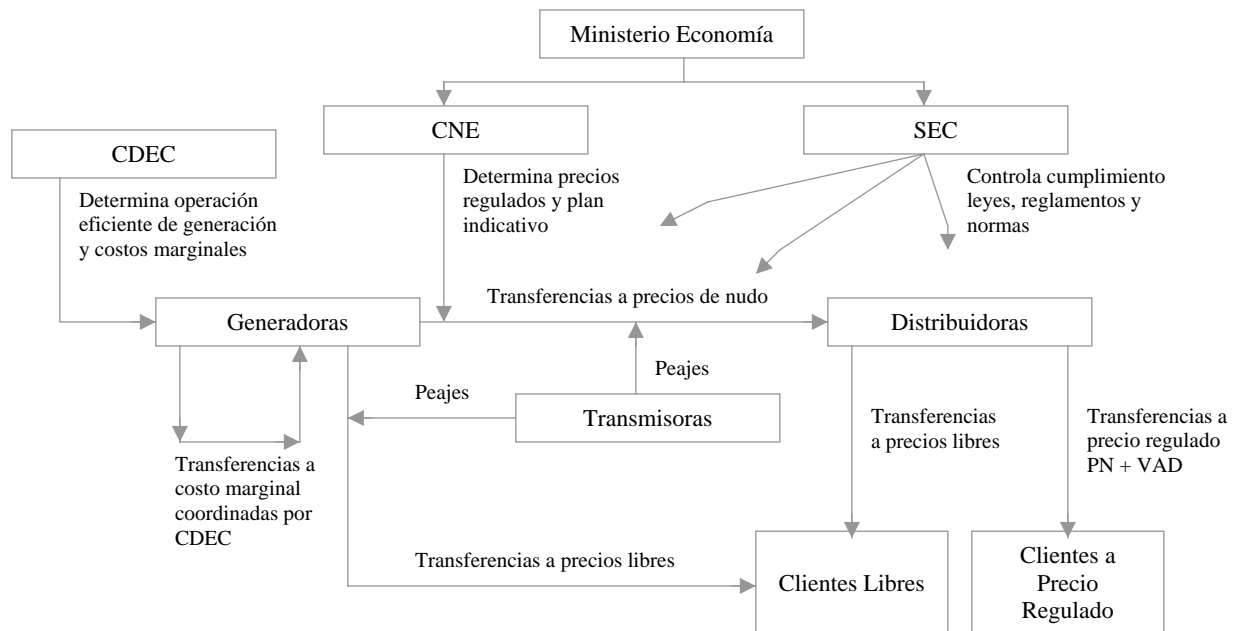 Ministerio Economía
CNE
SEC
CDEC
Determina operación
eficiente de generación
y costos marginales
Determina precios
regulados y plan
indicativo
Controla cumplimiento
leyes, reglamentos y
normas
Transferencias a precios de nudo
Generadoras
Distribuidoras
Peajes
Peajes
Transmisoras
Transferencias
a precios libres
Transferencias a
precio regulado
PN + VAD
Transferencias a
costo marginal
coordinadas por
CDEC
Transferencias a precios libres
Clientes Libres
Clientes a
Precio
Regulado